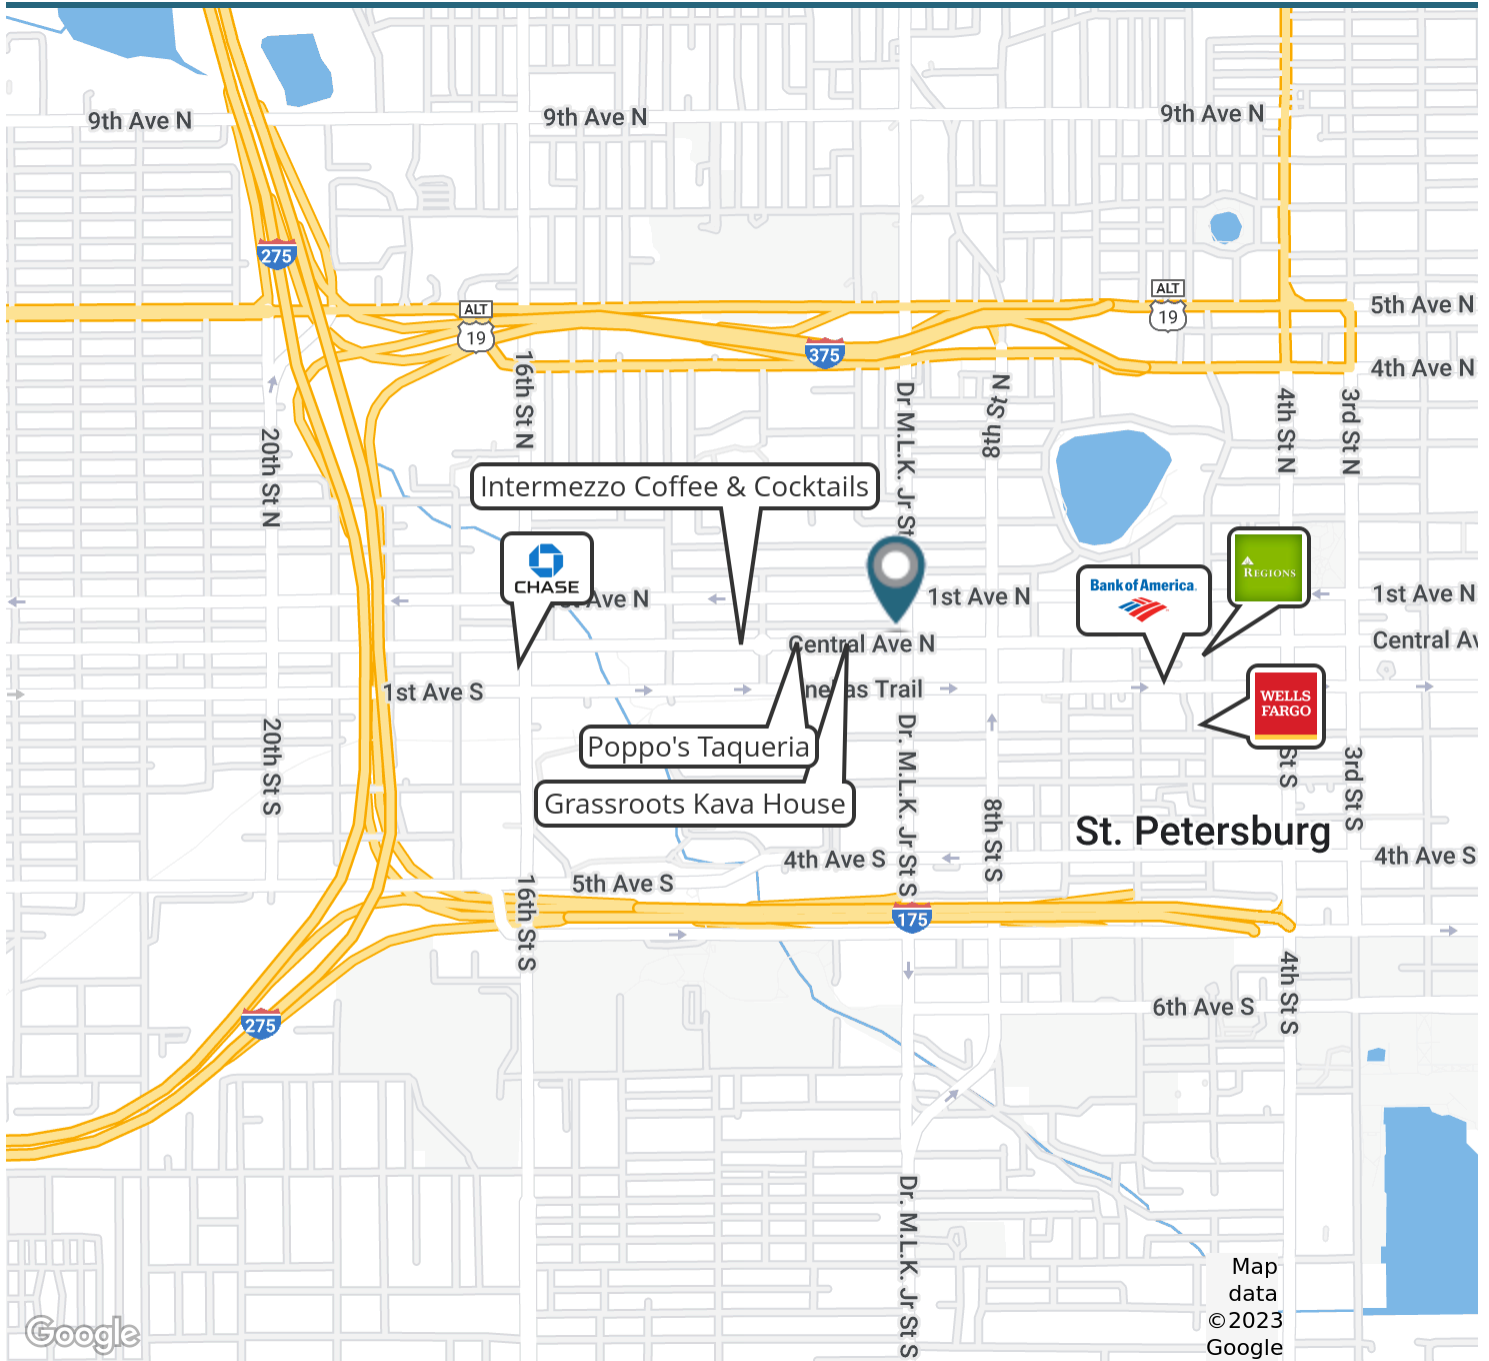 9th Ave N
9th Ave N
9th Ave N
275
ALT
19
ALT
19
5th Ave N
375
4th Ave N
16th St N
Dr M.L.K. Jr St
8th St N
4th St N
3rd St N
20th St N
Intermezzo Coffee & Cocktails
CHASE
REGIONS
Bank of America
Ave N
1st Ave N
1st Ave N
Central Ave N
Central Av
1st Ave S
Trail
WELLS
FARGO
Poppo's Taqueria
Grassroots Kava House
20th St S
Dr. M.L.K. Jr St S
8th St S
St S
3rd St S
St. Petersburg
4th Ave S
4th Ave S
5th Ave S
16th St S
175
4th St S
6th Ave S
275
Dr. M.L.K. Jr St S
Map
data
©2023
Google
Google